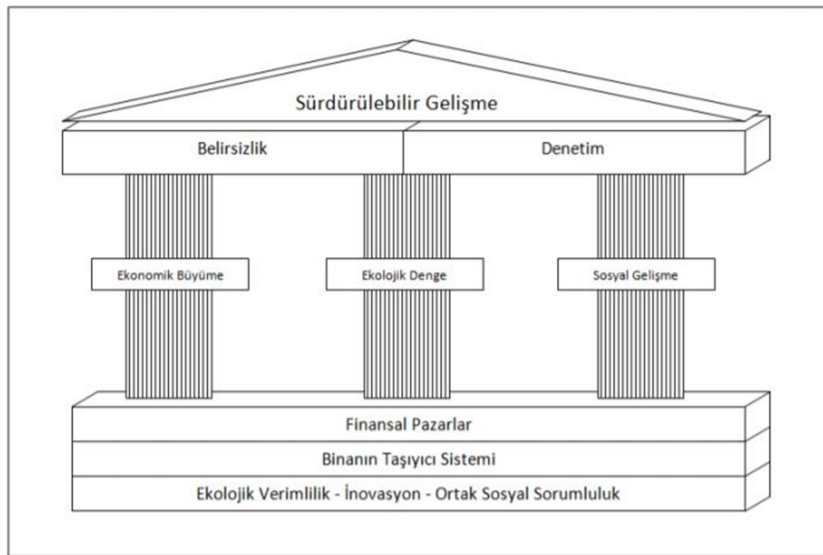 Sürdürülebilir Gelişme
Belirsizlik
Denetim
Ekonomik Büyüme
Ekolojik Denge
Sosyal Gelişme
Finansal Pazarlar
Binanın Taşıyıcı Sistemi
Ekolojik Verimlilik - İnovasyon - Ortak Sosyal Sorumluluk